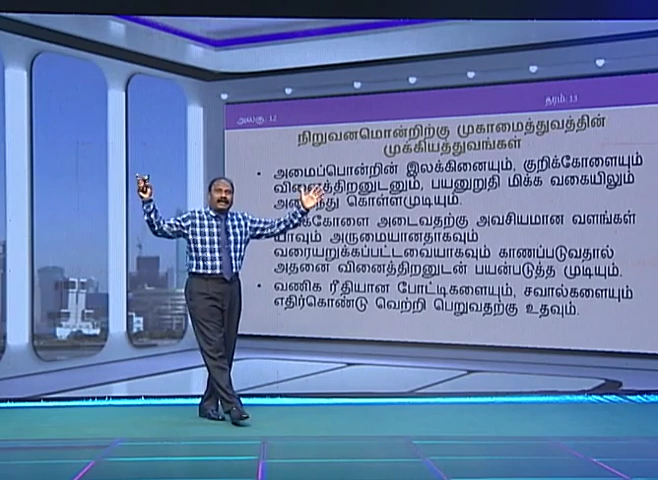 அலகு: 12
தரம்: 13
நிறுவனமொன்றிற்கு முகாமைத்துவத்தின்
முக்கியத்துவங்கள்
• அமைப்பொன்றின் இலக்கினையும், குறிக்கோளையும்
வினைத்திறனுடனும், பயனுறுதி மிக்க வகையிலும்
கொள்ளமுடியும்.
அடைவதற்கு அவசியமான வளங்கள்
யாவும் அருமையானதாகவும்
வரையறுக்கப்பட்டவையாகவும் காணப்படுவதால்
அதனை வினைத்திறனுடன் பயன்படுத்த முடியும்.
• வணிக ரீதியான போட்டிகளையும், சவால்களையும்
எதிர்கொண்டு வெற்றி பெறுவதற்கு உதவும்.